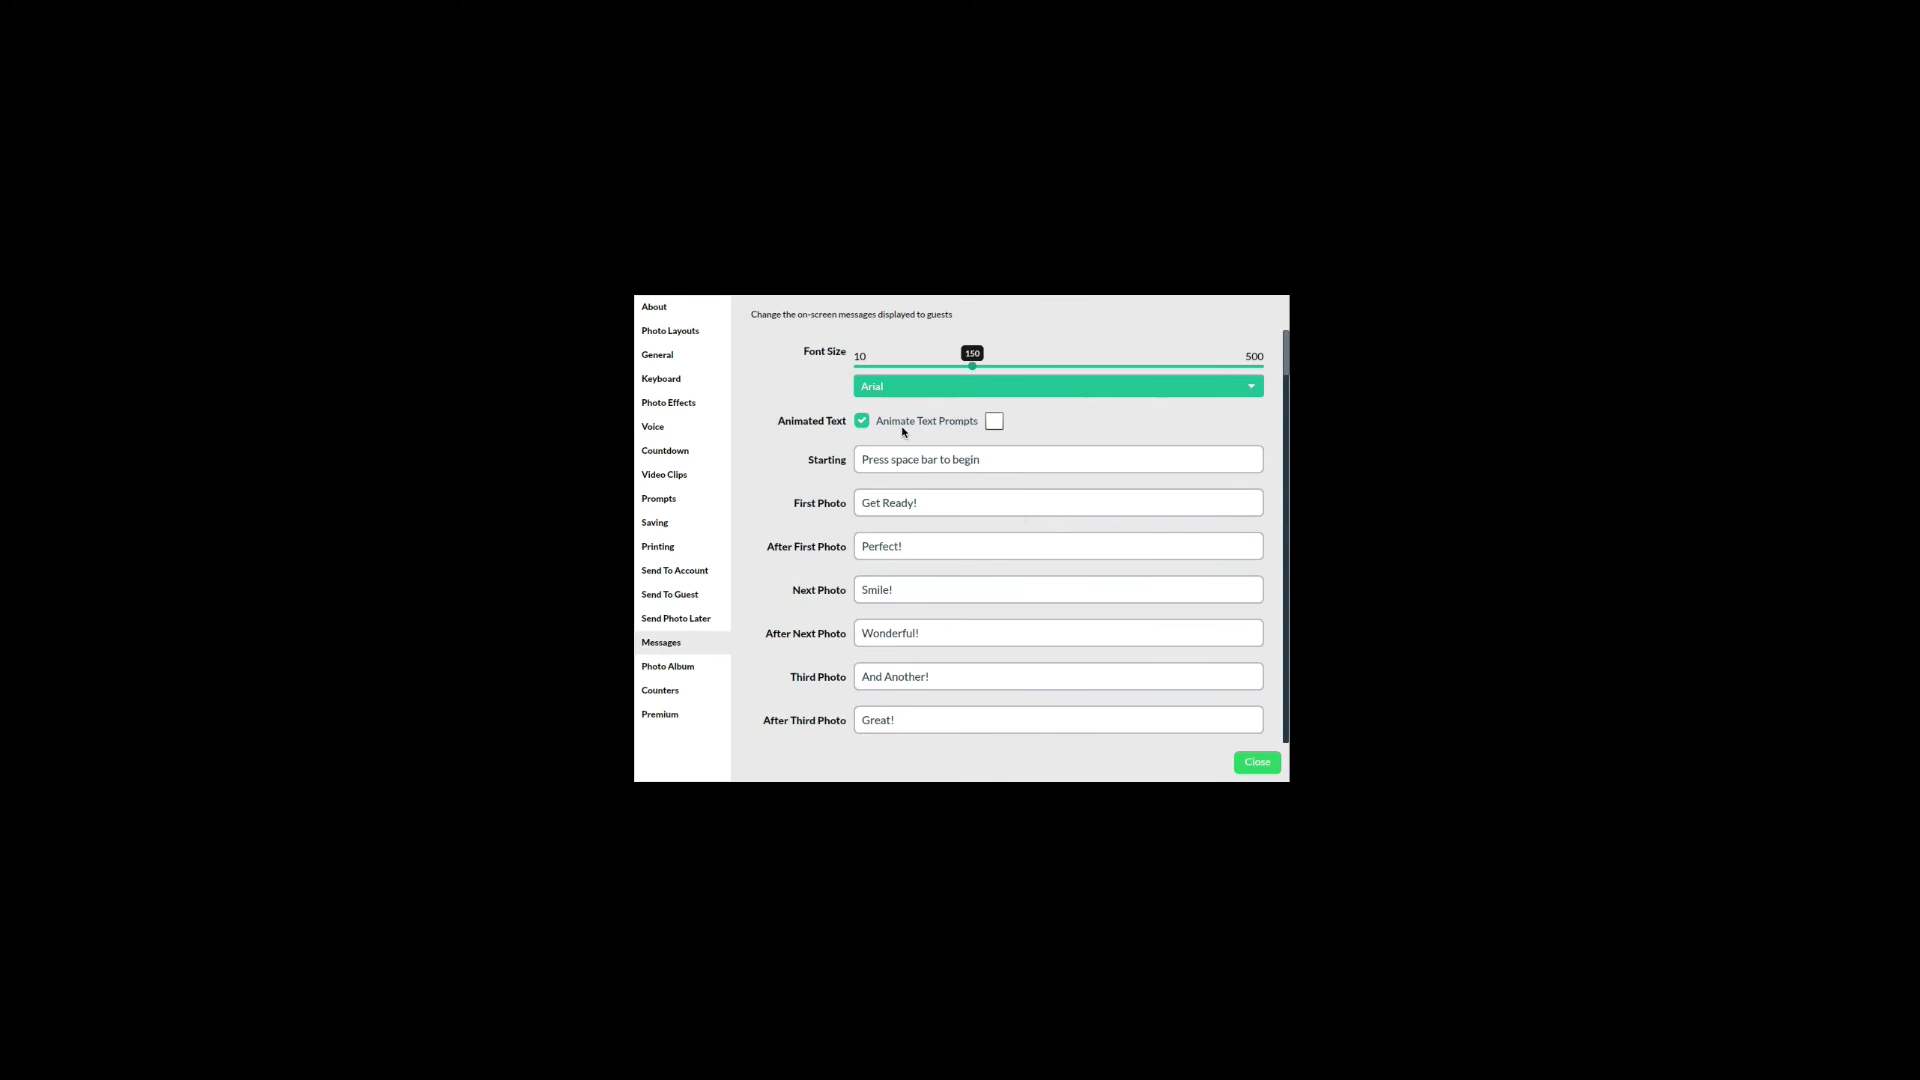 About
Photo Layouts
General
Keyboard
Photo Effects
Voice
Countdown
Video Clips
Prompts
Saving
Printing
Send To Account
Send To Guest
Send Photo Later
Messages
Photo Album
Counters
Premium
Change the on-screen messages displayed to guests
Font Size 10 150 500
Arial
Animated Text Animate Text Prompts
Starting Press space bar to begin
First Photo Get Ready!
After First Photo Perfect!
Next Photo Smile!
After Next Photo Wonderful!
Third Photo And Another!
After Third Photo Great!
Close